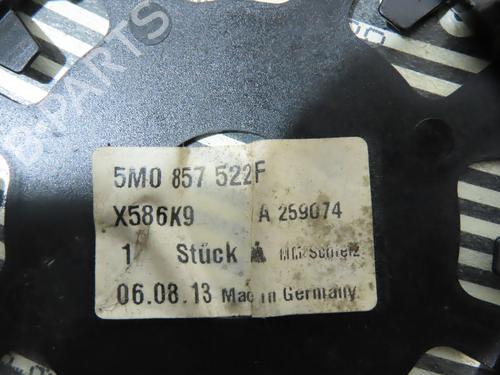 5M0 857 522F
X586K9 A 259074
1 Stück
06.08.13 Made in Germany
B-PARTS